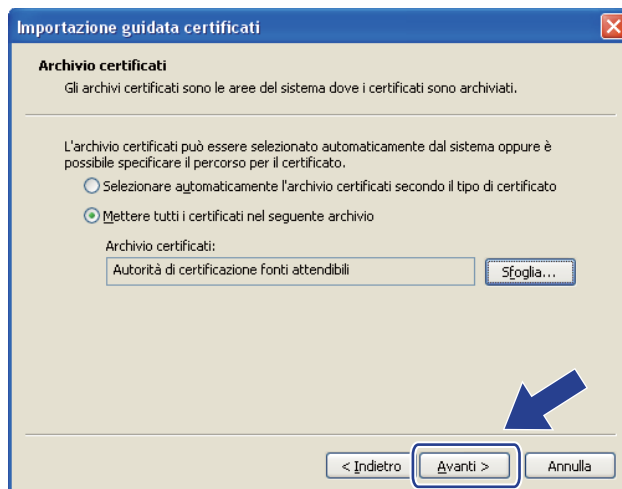 Importazione guidata certificati
Archivio certificati
Gli archivi certificati sono le aree del sistema dove i certificati sono archiviati.
L'archivio certificati può essere selezionato automaticamente dal sistema oppure è
possibile specificare il percorso per il certificato.
Selezionare automaticamente l'archivio certificati secondo il tipo di certificato
Mettere tutti i certificati nel seguente archivio
Archivio certificati:
Autorità di certificazione fonti attendibili
Sfoglia...
< Indietro
Avanti >
Annulla